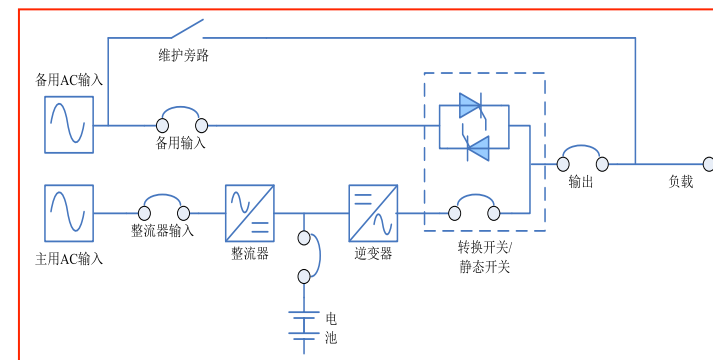 维护旁路
备用AC输入
备用输入
输出
负载
整流器输入
主用AC输入
整流器
逆变器
转换开关/
静态开关
电
池